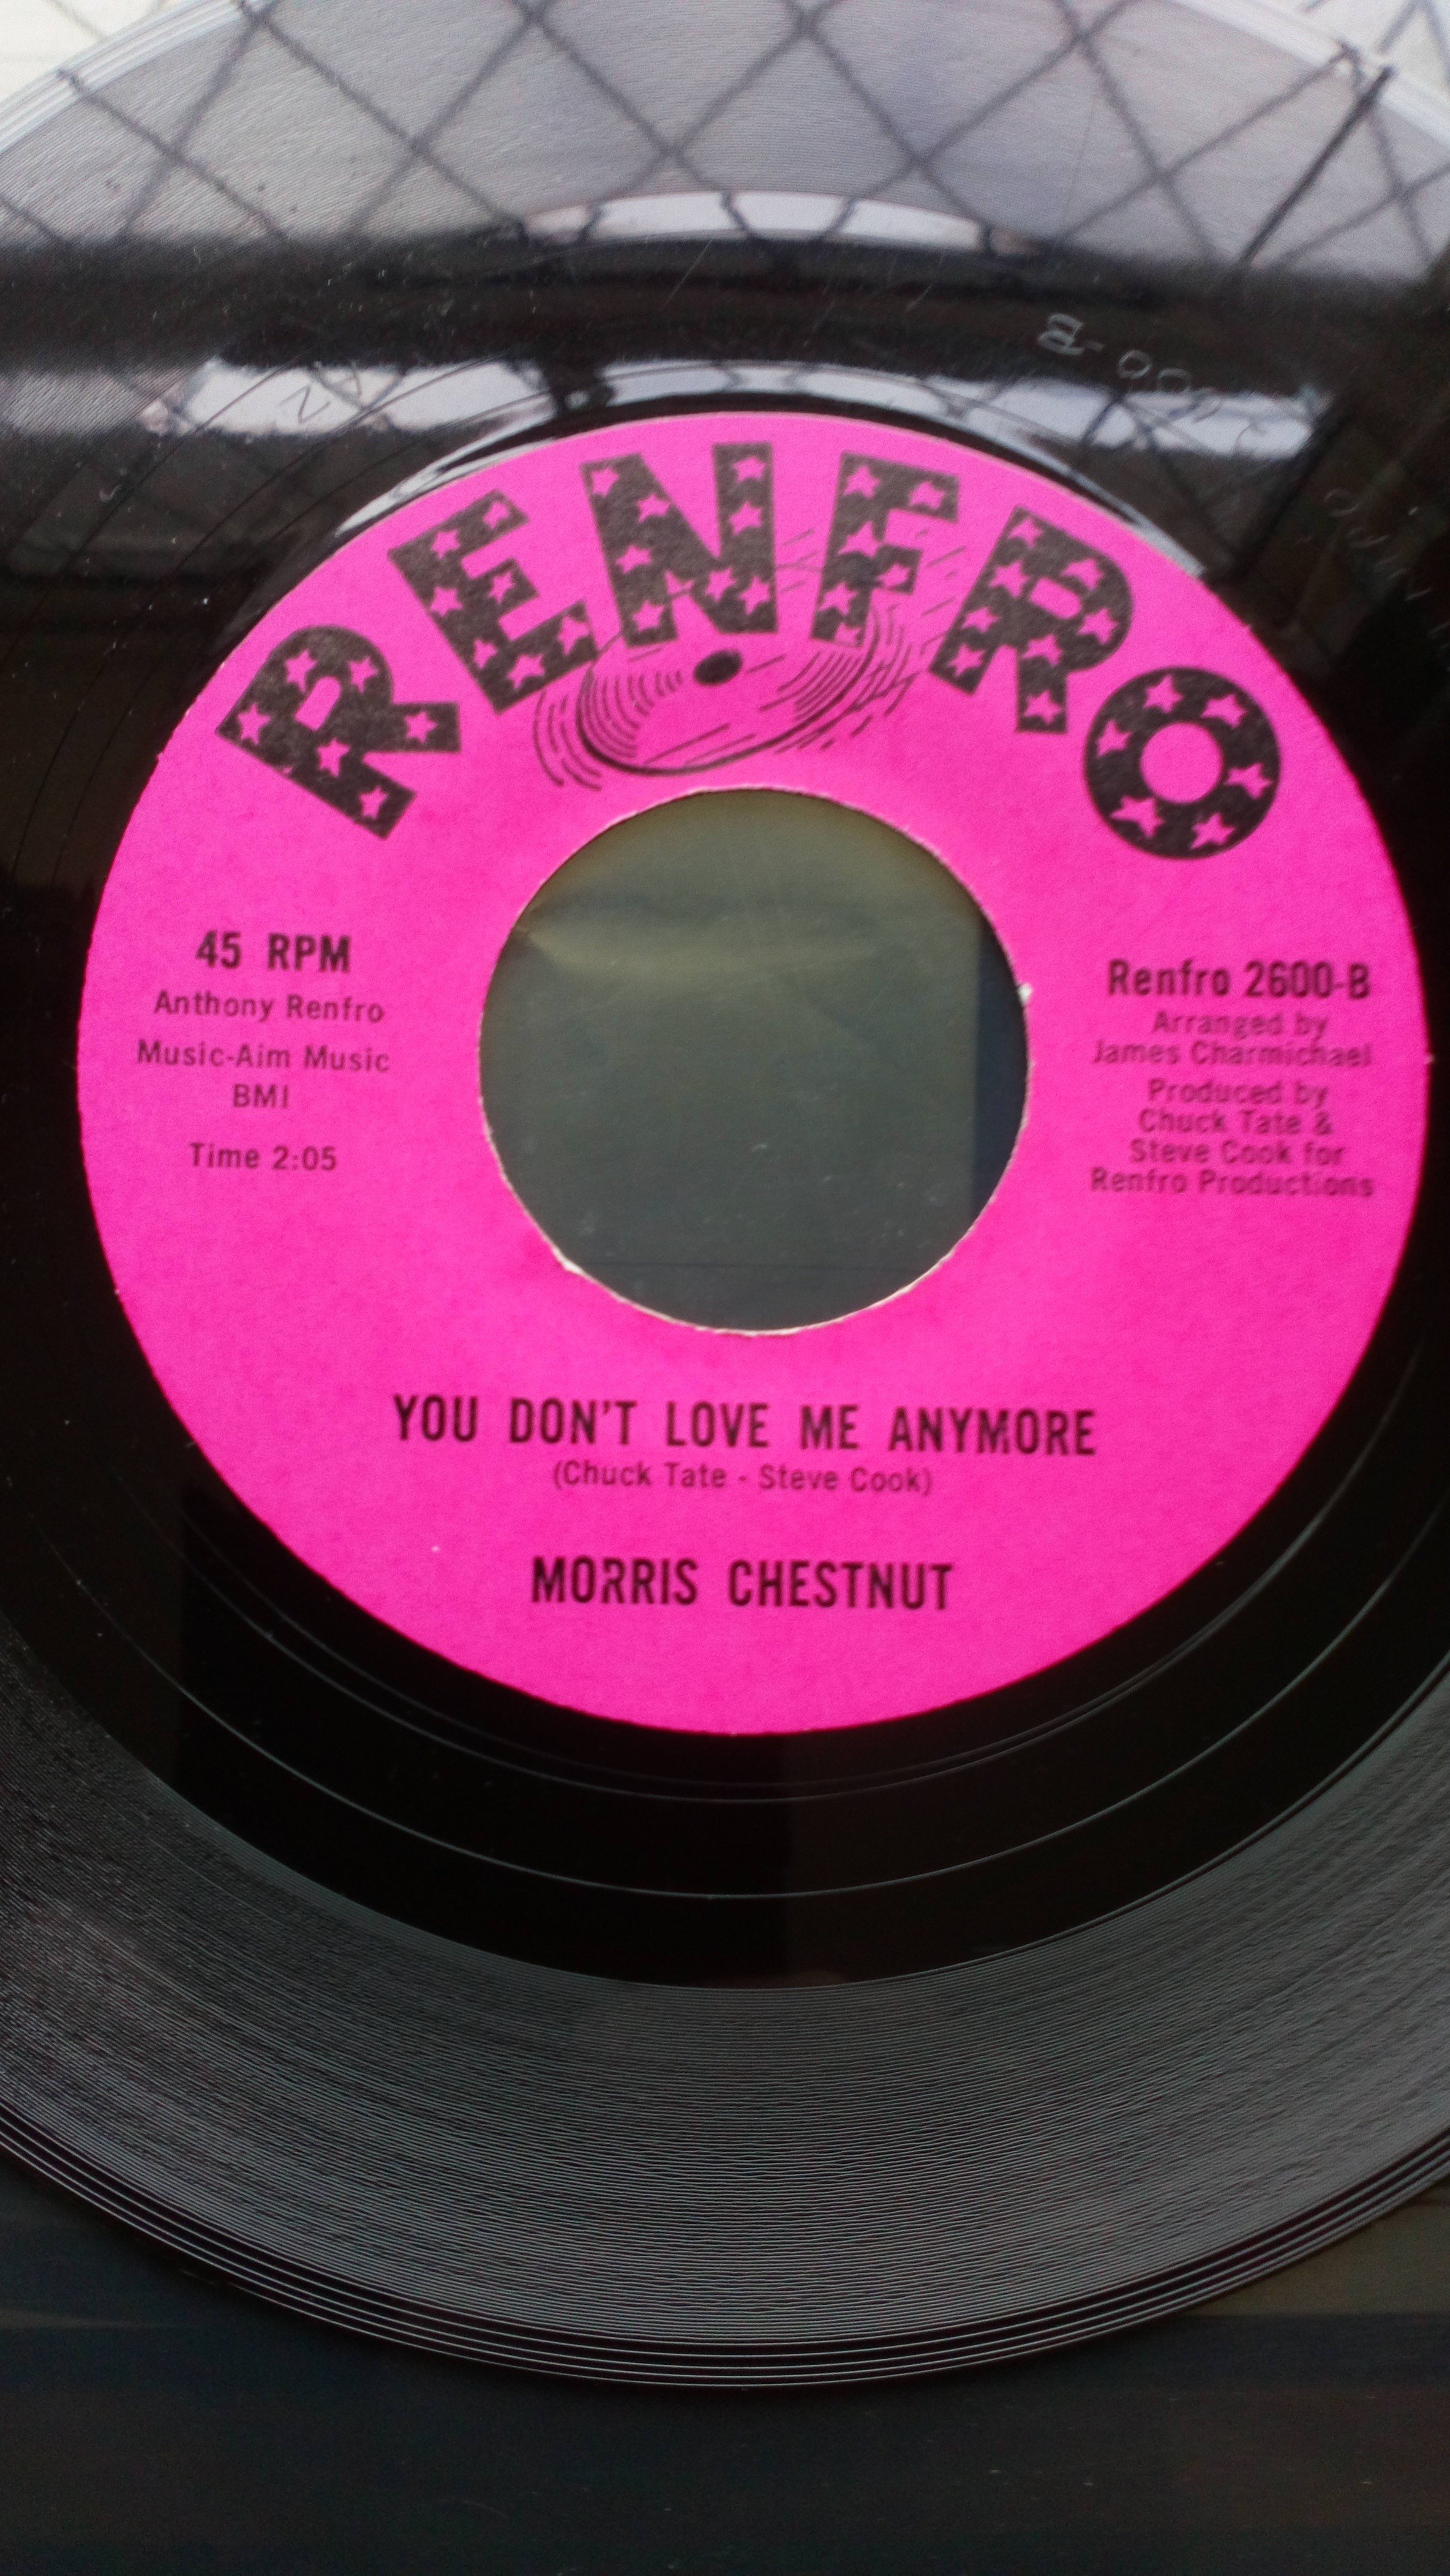 RENFRO
45 RPM
Anthony Renfro
Music-Aim Music
BMI
Time 2:05
Renfro 2600-B
Arranged by
James Charmichael
Produced by
Chuck Tate &
Steve Cook for
Renfro Productions
YOU DON'T LOVE ME ANYMORE
(Chuck Tate - Steve Cook)
MORRIS CHESTNUT